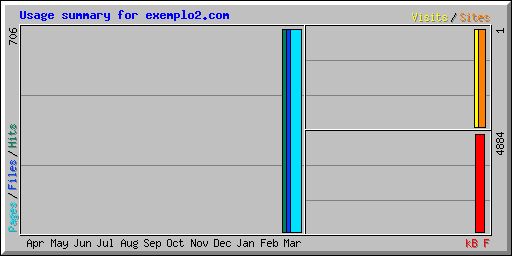 Usage summary for exemplo2.com
Visits/Sites
706
1
Pages/Files/Hits
4884
Apr May Jun Jul Aug Sep Oct Nov Dec Jan Feb Mar
kB F